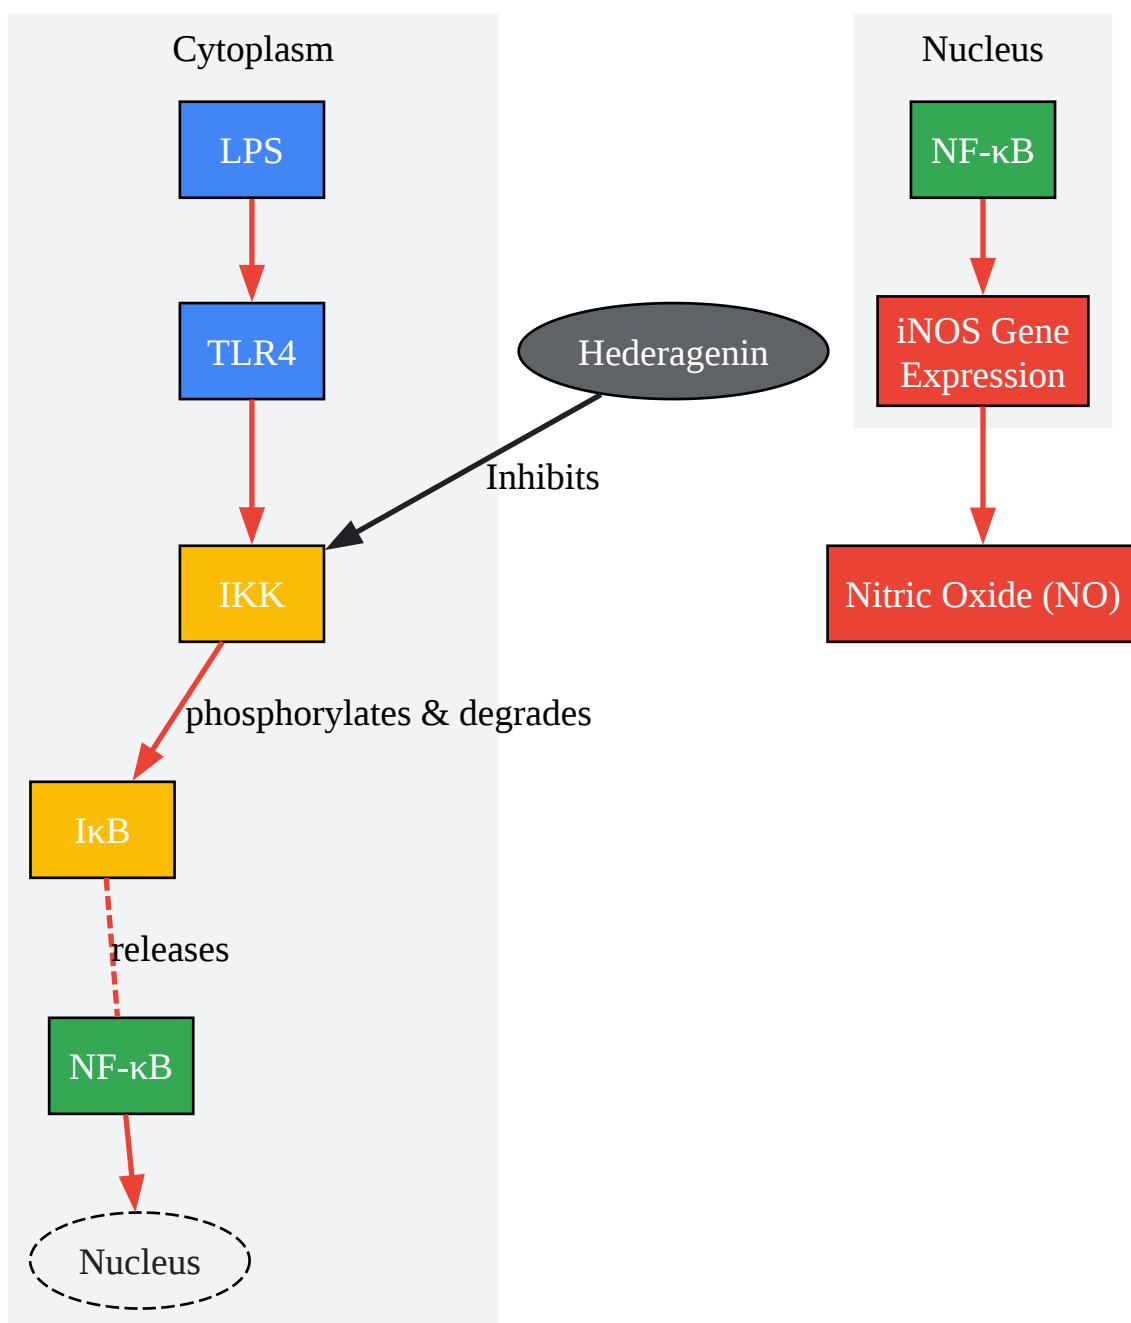 Cytoplasm
LPS
TLR4
Hederagenin
Inhibits
IKK
phosphorylates & degrades
IκB
releases
NF-κB
Nucleus
Nucleus
NF-κB
iNOS Gene
Expression
Nitric Oxide (NO)